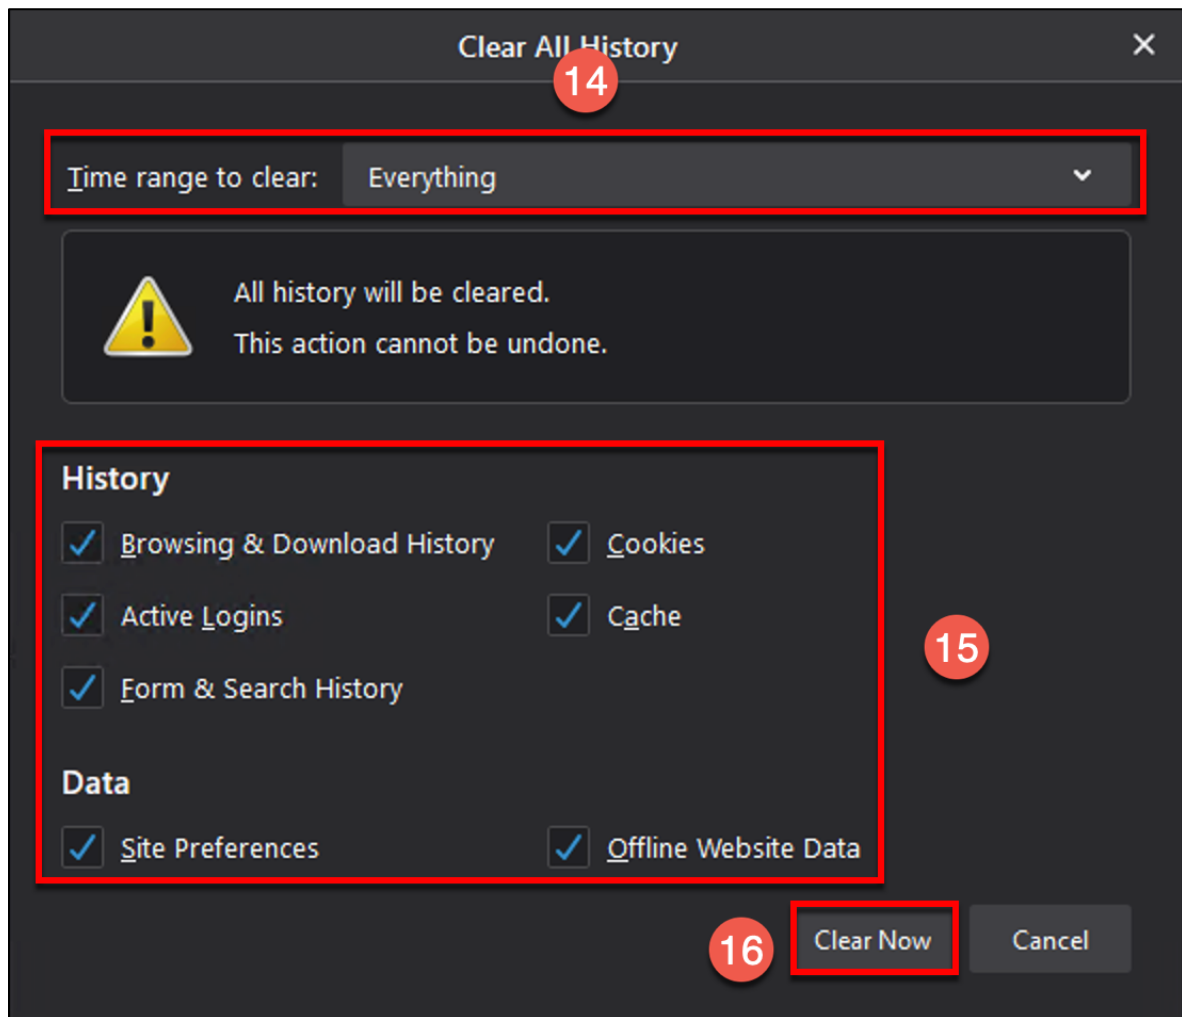 Clear All History
14
Time range to clear: Everything
All history will be cleared.
This action cannot be undone.
History
Browsing & Download History Cookies
Active Logins Cache
15
Form & Search History
Data
Site Preferences Offline Website Data
16 Clear Now Cancel